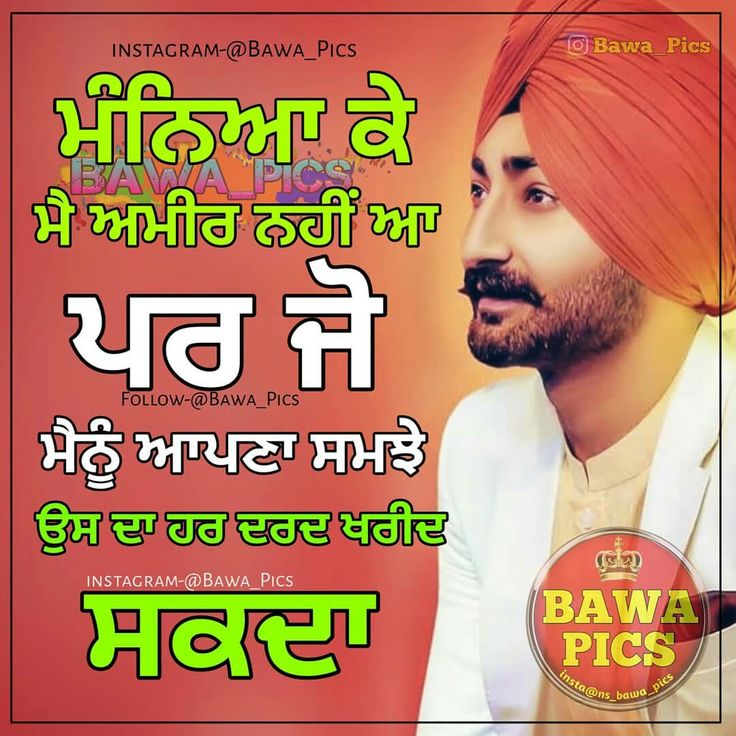 INSTAGRAM-@BAWA_PICS
Bawa_Pics
ਮੰਨਿਆ ਕੇ
BAWA_PICS
ਮੈ ਅਮੀਰ ਨਹੀਂ ਆ
ਪਰ ਜੋ
FOLLOW-@BAWA_PICS
ਮੈਨੂੰ ਆਪਣਾ ਸਮਝੇ
ਉਸ ਦਾ ਹਰ ਦਰਦ ਖਰੀਦ
INSTAGRAM-@BAWA_PICS
ਸਕਦਾ
BAWA
PICS
insta@ns_bawa_pics